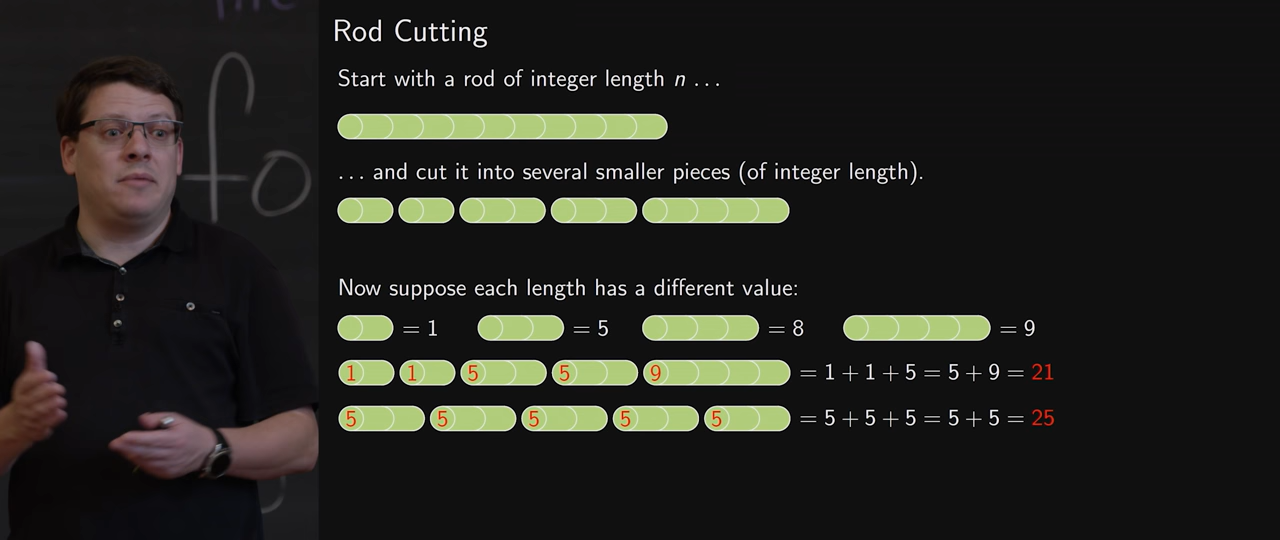 Rod Cutting
Start with a rod of integer length n ...
... and cut it into several smaller pieces (of integer length).
Now suppose each length has a different value:
= 1 = 5 = 8 = 9
1 1 5 5 9 = 1 + 1 + 5 = 5 + 9 = 21
5 5 5 5 5 = 5 + 5 + 5 = 5 + 5 = 25
fo